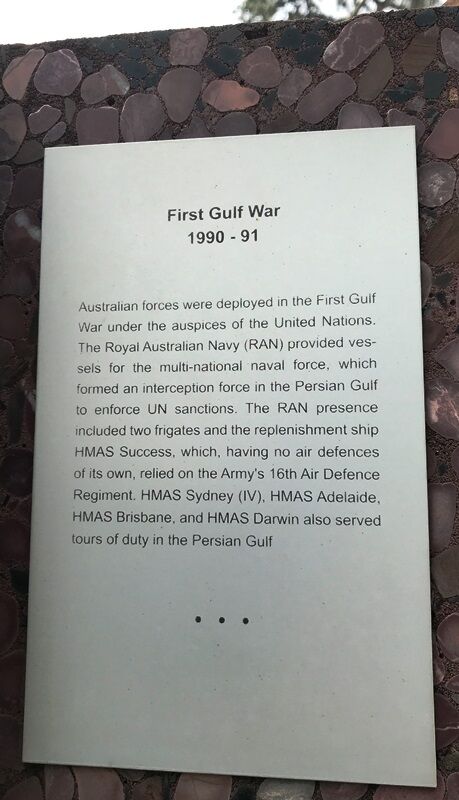 First Gulf War
1990 - 91
Australian forces were deployed in the First Gulf
War under the auspices of the United Nations.
The Royal Australian Navy (RAN) provided ves-
sels for the multi-national naval force, which
formed an interception force in the Persian Gulf
to enforce UN sanctions. The RAN presence
included two frigates and the replenishment ship
HMAS Success, which, having no air defences
of its own, relied on the Army's 16th Air Defence
Regiment. HMAS Sydney (IV), HMAS Adelaide,
HMAS Brisbane, and HMAS Darwin also served
tours of duty in the Persian Gulf
• • •